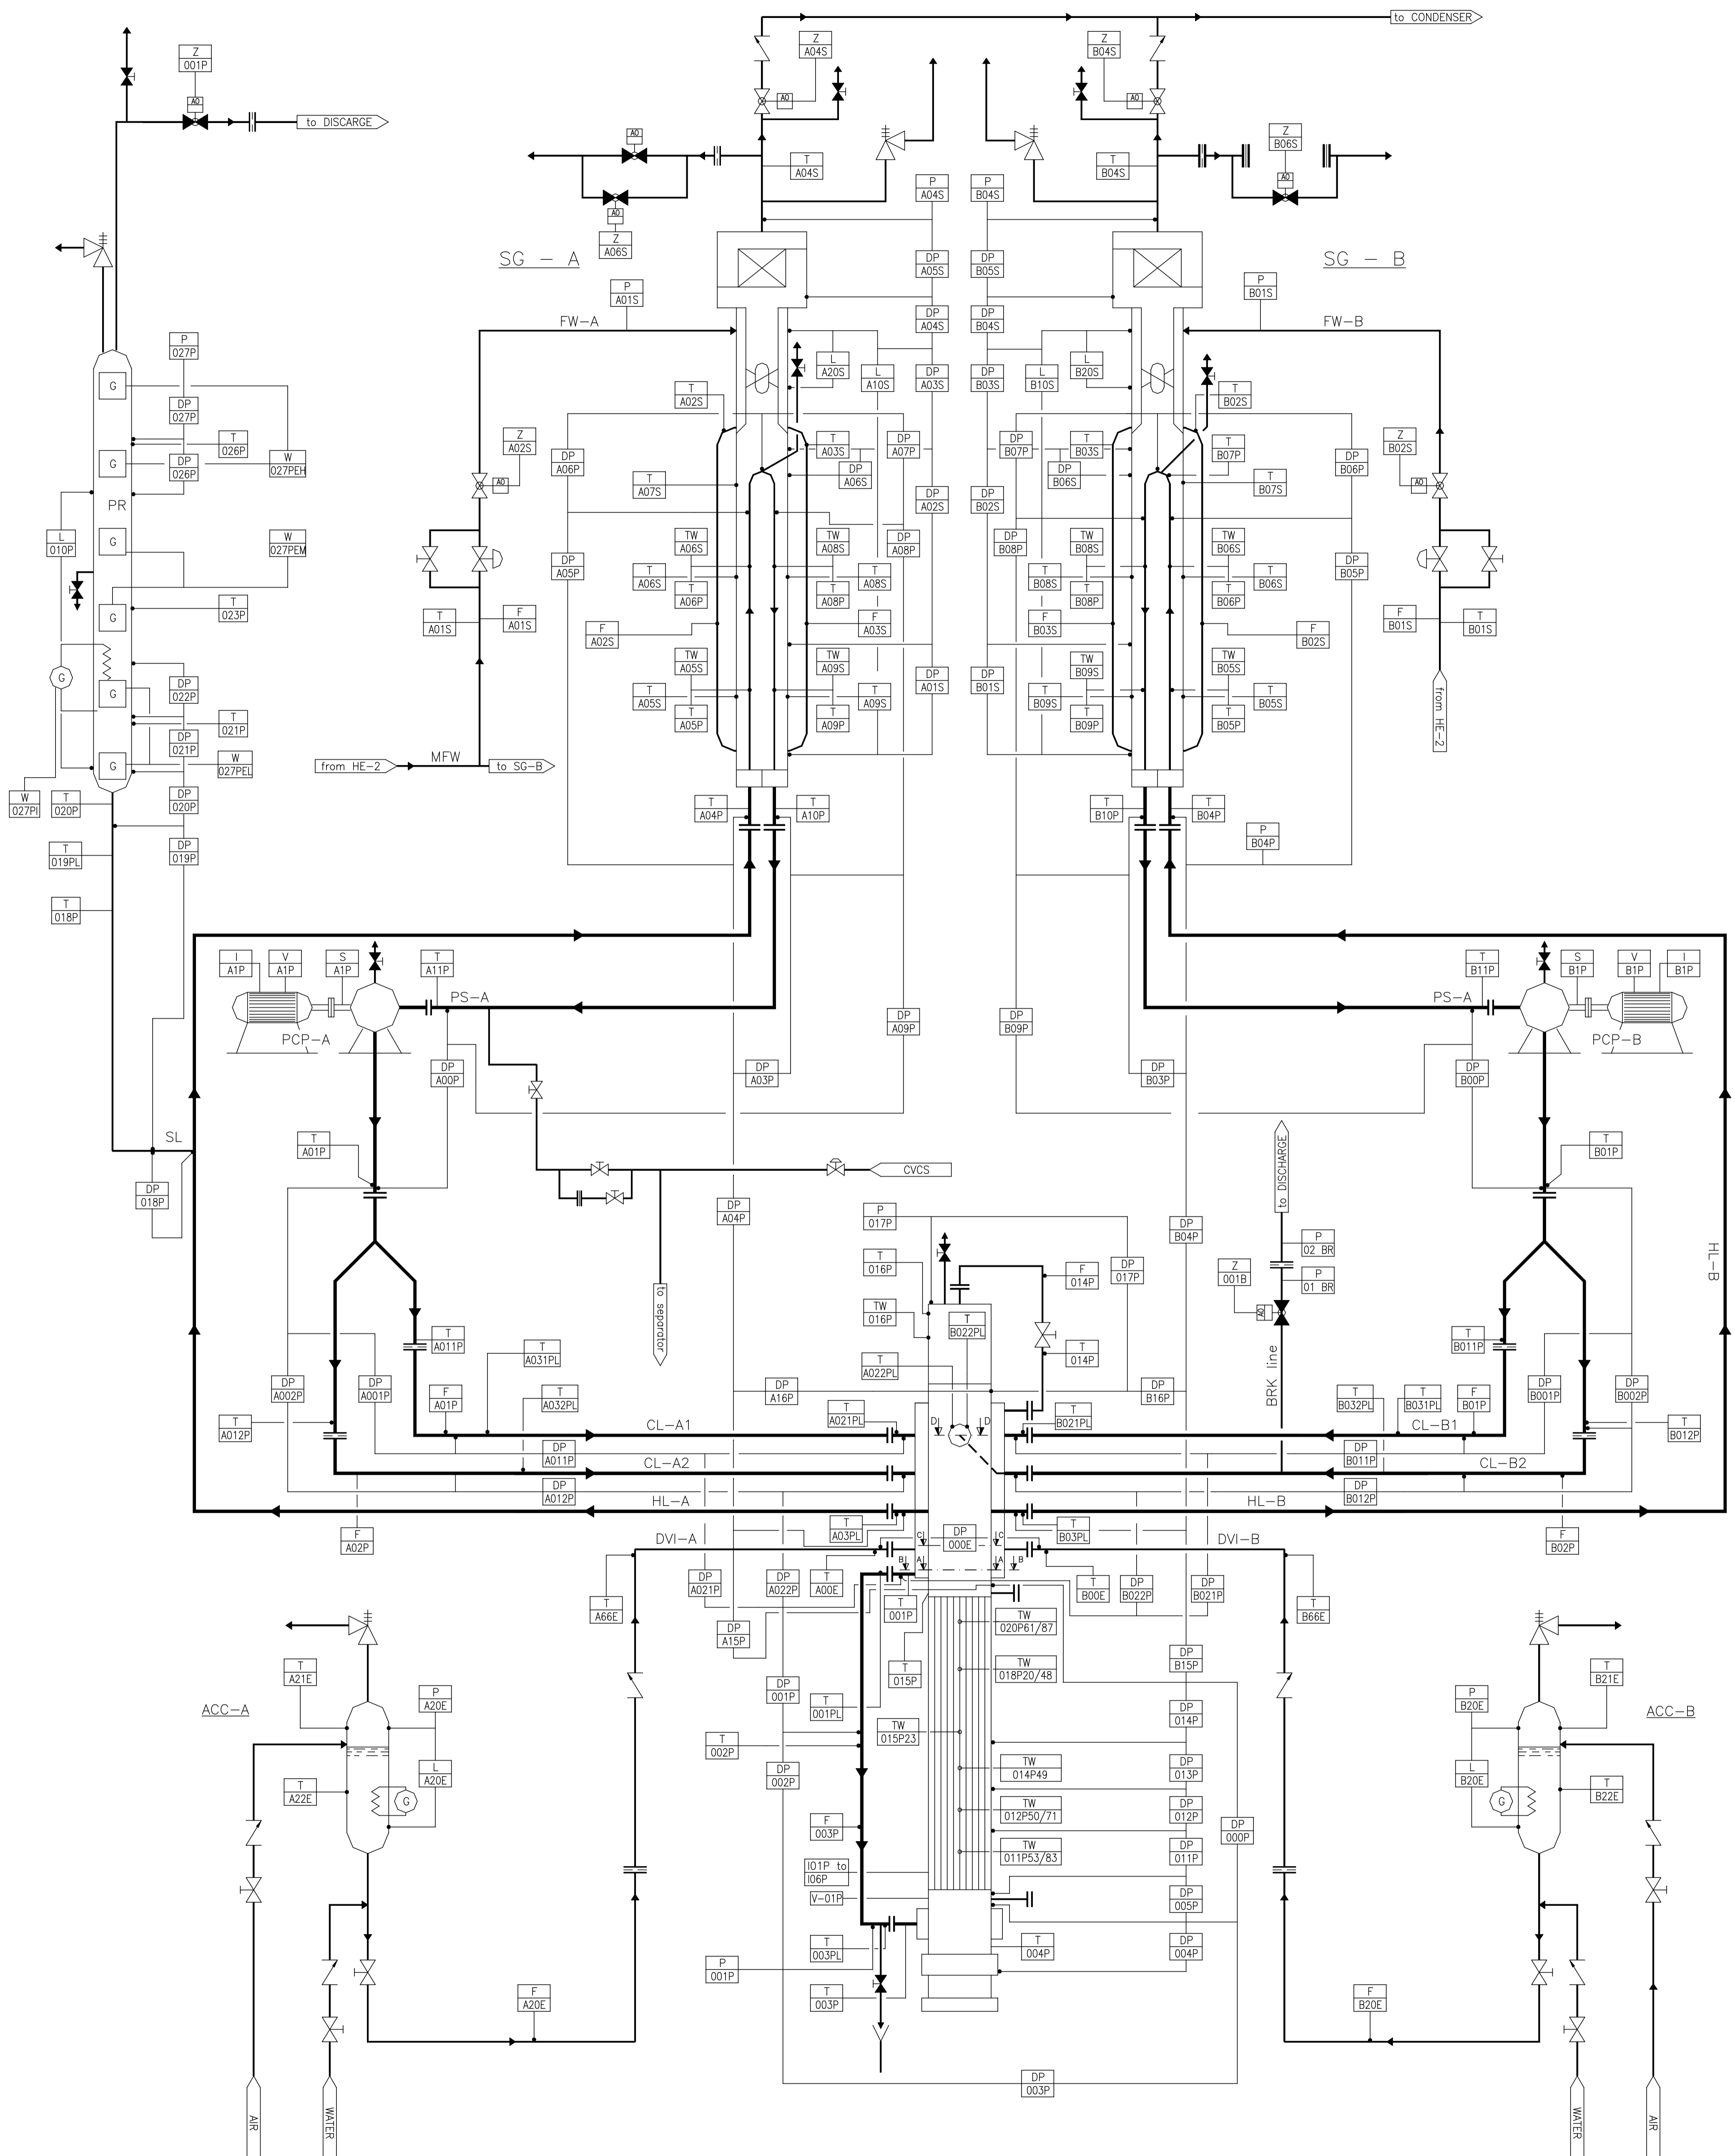 to CONDENSER
Z
001P
AO
to DISCARGE
Z
A04S
AO
Z
B04S
AO
AO
AO
Z
A06S
T
A04S
T
B04S
Z
B06S
AO
P
A04S
P
B04S
SG - A
SG - B
DP
A05S
DP
B05S
P
A01S
P
B01S
DP
A04S
DP
B04S
FW-A
FW-B
P
027P
G
L
A20S
L
A10S
DP
A03S
DP
B03S
L
B10S
L
B20S
T
A02S
T
B02S
DP
027P
T
026P
Z
A02S
AO
Z
B02S
AO
DP
026P
G
W
027PEH
DP
A06P
T
A03S
DP
A07P
DP
B07P
T
B03S
T
B07P
DP
B06P
DP
A06S
DP
B06S
T
A07S
T
B07S
PR
DP
A02S
DP
B02S
L
010P
G
W
027PEM
DP
A05P
TW
A06S
TW
A08S
DP
A08P
DP
B08P
TW
B08S
TW
B06S
DP
B05P
T
A06S
T
A08S
T
B08S
T
B06S
T
A06P
T
A08P
T
B08P
T
B06P
G
T
023P
T
A01S
F
A01S
F
A02S
F
A03S
F
B03S
F
B02S
F
B01S
T
B01S
G
G
DP
022P
TW
A05S
TW
A09S
DP
A01S
DP
B01S
TW
B09S
TW
B05S
T
A05S
T
A09S
T
B09S
T
B05S
from HE-2
T
021P
T
A05P
T
A09P
T
B09P
T
B05P
DP
021P
G
W
027PEL
from HE-2
MFW
to SG-B
W
027PI
T
020P
DP
020P
T
A04P
T
A10P
T
B10P
T
B04P
T
019PL
DP
019P
P
B04P
T
018P
I
A1P
V
A1P
S
A1P
T
A11P
PS-A
PCP-A
T
B11P
PS-A
S
B1P
V
B1P
I
B1P
PCP-B
DP
A09P
DP
B09P
DP
A00P
DP
A03P
DP
B03P
DP
B00P
SL
T
A01P
T
B01P
CVCS
to DISCHARGE
DP
018P
DP
A04P
P
017P
DP
B04P
P
02 BR
HL-B
T
016P
F
014P
DP
017P
Z
001B
AO
P
01 BR
to separator
TW
016P
T
B022PL
T
A011P
T
A031PL
T
A022PL
T
014P
BRK line
T
B011P
DP
A002P
DP
A001P
F
A01P
T
A032PL
DP
A16P
DP
B16P
T
B032PL
T
B031PL
F
B01P
DP
B001P
DP
B002P
T
A012P
CL-A1
T
A021PL
D
D
T
B021PL
CL-B1
T
B012P
DP
A011P
DP
B011P
CL-A2
CL-B2
DP
A012P
DP
B012P
HL-A
HL-B
F
A02P
T
A03PL
T
B03PL
F
B02P
DVI-A
C
DP
000E
C
DVI-B
B
A
A
B
T
A66E
DP
A021P
DP
A022P
T
A00E
T
001P
T
B00E
DP
B022P
DP
B021P
T
B66E
DP
A15P
TW
020P61/87
T
A21E
P
A20E
T
015P
TW
018P20/48
DP
B15P
P
B20E
T
B21E
ACC-A
DP
001P
T
001PL
DP
014P
ACC-B
TW
015P23
T
002P
DP
002P
TW
014P49
DP
013P
T
A22E
G
L
A20E
L
B20E
G
T
B22E
TW
012P50/71
DP
012P
F
003P
DP
000P
TW
011P53/83
DP
011P
I01P to
I06P
V-01P
DP
005P
T
003PL
T
004P
DP
004P
P
001P
T
003P
F
A20E
F
B20E
DP
003P
AIR
WATER
WATER
AIR